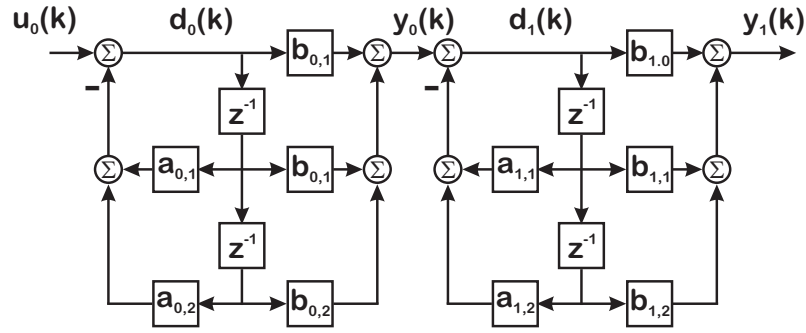 u₀(k) d₀(k) y₀(k) d₁(k) y₁(k)
Σ b₀,₁ Σ Σ b₁.₀ Σ
− −
z⁻¹ z⁻¹
Σ a₀,₁ b₀,₁ Σ Σ a₁,₁ b₁,₁ Σ
z⁻¹ z⁻¹
a₀,₂ b₀,₂ a₁,₂ b₁,₂